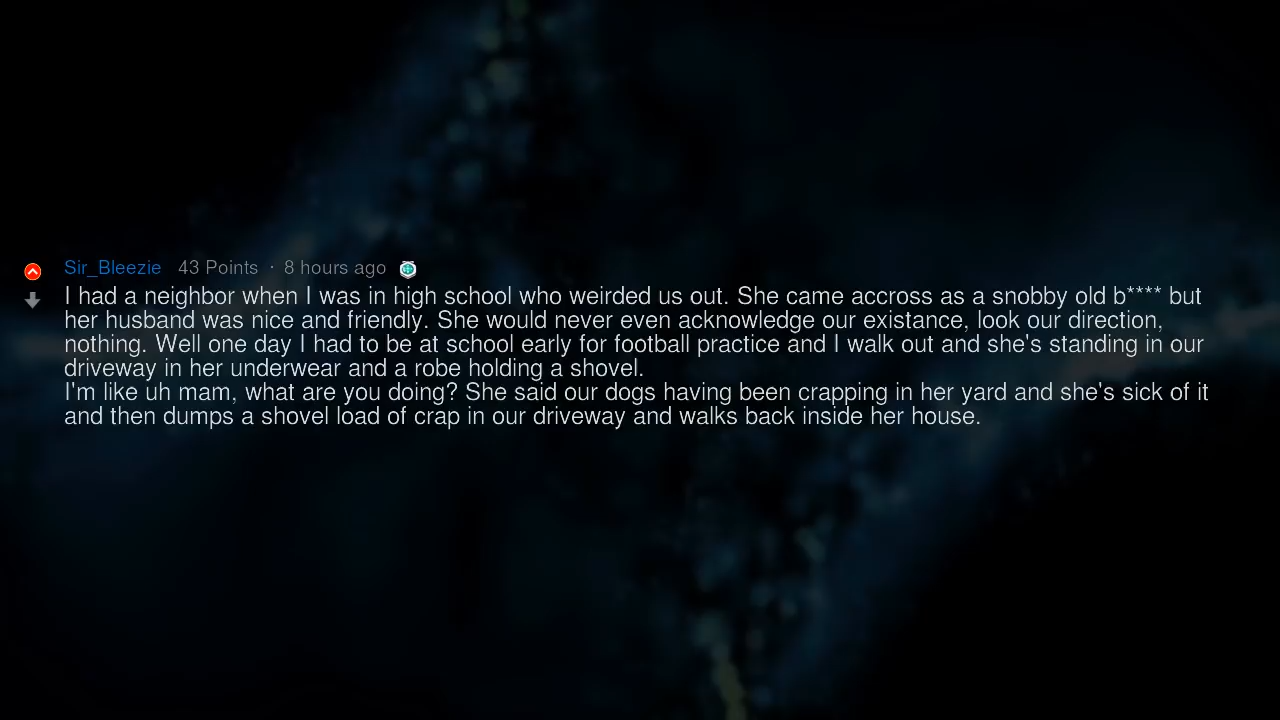 Sir_Bleezie 43 Points · 8 hours ago
I had a neighbor when I was in high school who weirded us out. She came accross as a snobby old b**** but
her husband was nice and friendly. She would never even acknowledge our existance, look our direction,
nothing. Well one day I had to be at school early for football practice and I walk out and she's standing in our
driveway in her underwear and a robe holding a shovel.
I'm like uh mam, what are you doing? She said our dogs having been crapping in her yard and she's sick of it
and then dumps a shovel load of crap in our driveway and walks back inside her house.